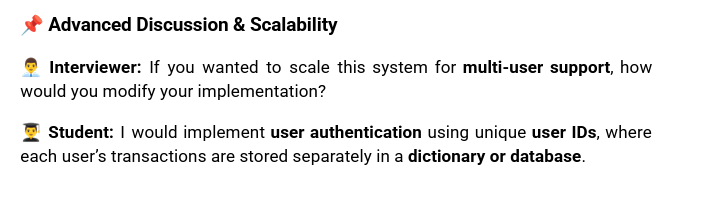 📌 Advanced Discussion & Scalability
👨‍💼 Interviewer: If you wanted to scale this system for multi-user support, how
would you modify your implementation?
👨‍🎓 Student: I would implement user authentication using unique user IDs, where
each user’s transactions are stored separately in a dictionary or database.